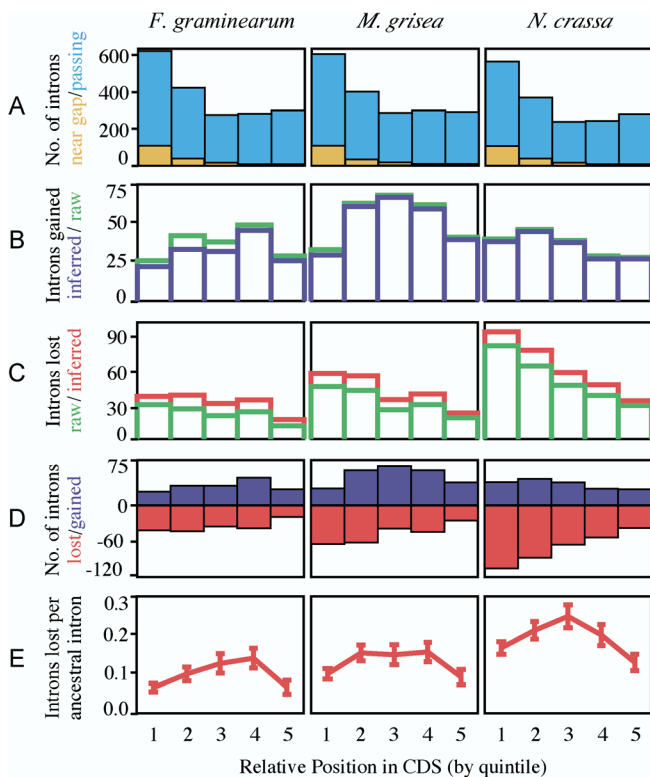 F. graminearum M. grisea N. crassa
A
No. of introns
near gap/passing
600
400
200
0
B
Introns gained
inferred / raw
75
50
25
0
C
Introns lost
raw/ inferred
90
60
30
0
D
No. of introns
lost/gained
75
0
-60
-120
E
Introns lost per
ancestral intron
0.3
0.2
0.1
0.0
1 2 3 4 5 1 2 3 4 5 1 2 3 4 5
Relative Position in CDS (by quintile)